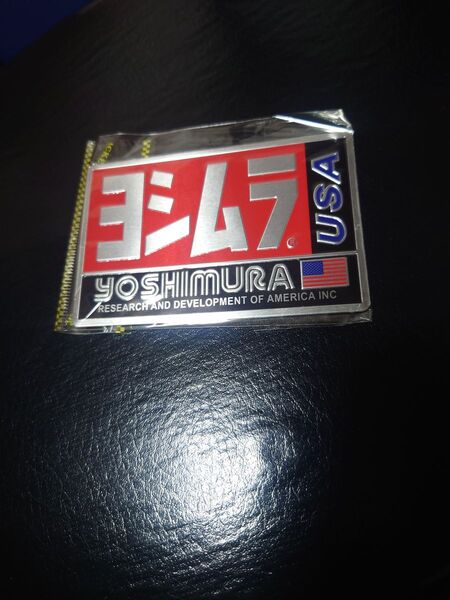 ヨシムラ®
USA
YOSHIMURA
RESEARCH AND DEVELOPMENT OF AMERICA INC